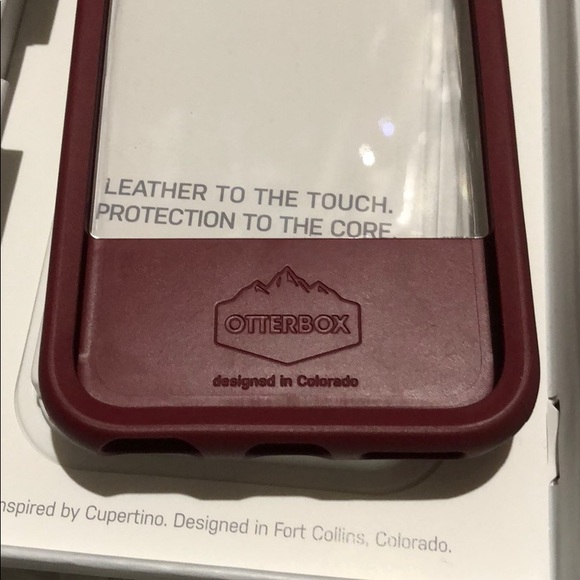 LEATHER TO THE TOUCH.
PROTECTION TO THE CORE.
OTTERBOX
designed in Colorado
by Cupertino. Designed in Fort Collins, Colorado.